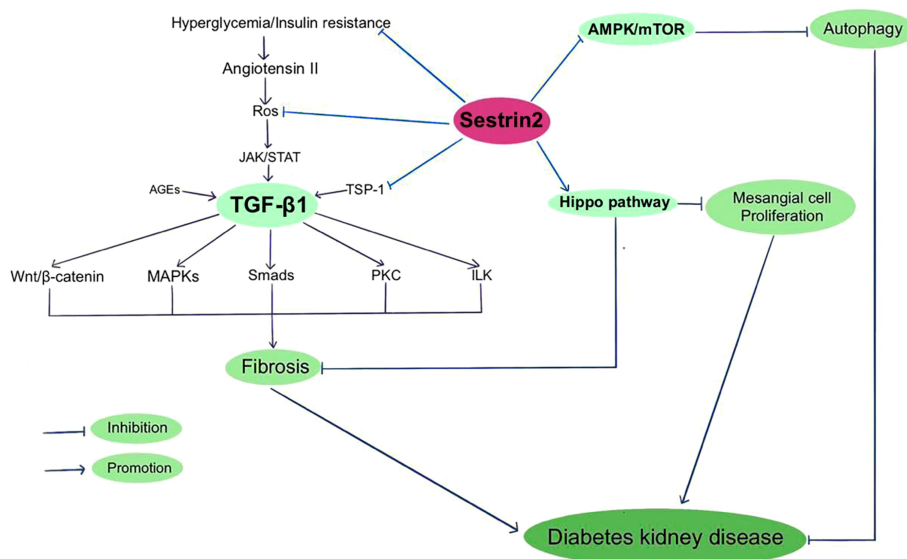 Hyperglycemia/Insulin resistance
AMPK/mTOR
Autophagy
Angiotensin II
Ros
Sestrin2
JAK/STAT
AGEs
TSP-1
TGF-β1
Hippo pathway
Mesangial cell
Proliferation
Wnt/β-catenin
MAPKs
Smads
PKC
ILK
Fibrosis
Inhibition
Promotion
Diabetes kidney disease